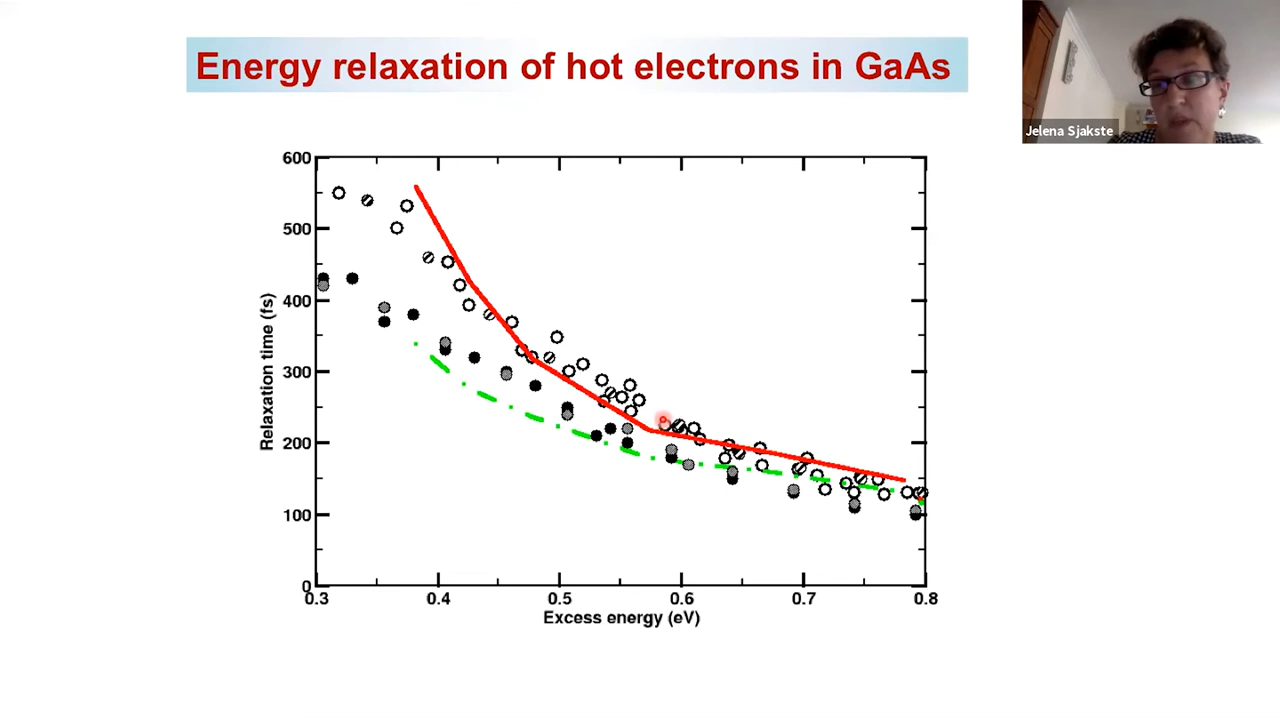 Energy relaxation of hot electrons in GaAs
Jelena Sjakste
600
500
400
300
200
100
0
Relaxation time (fs)
0.3 0.4 0.5 0.6 0.7 0.8
Excess energy (eV)